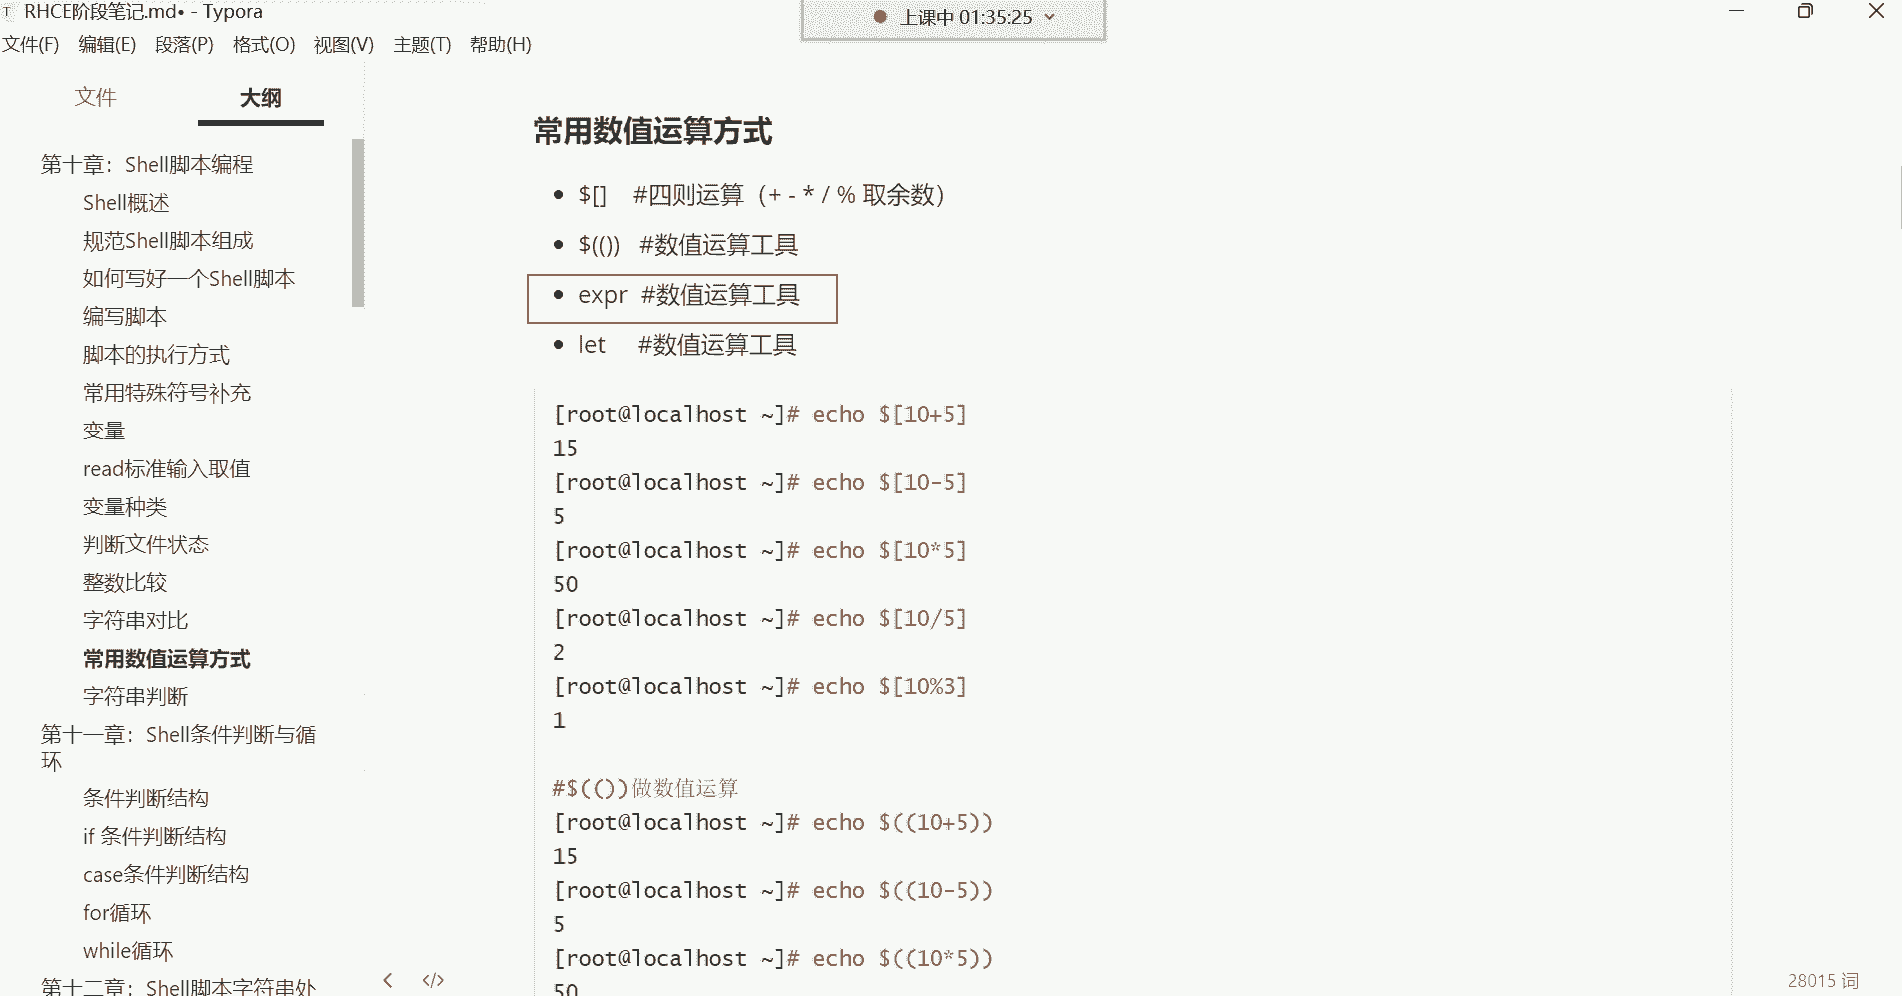 RHCE阶段笔记.md• - Typora
上课中 01:35:25
文件(F) 编辑(E) 段落(P) 格式(O) 视图(V) 主题(T) 帮助(H)
文件 大纲
第十章：Shell脚本编程
Shell概述
规范Shell脚本组成
如何写好一个Shell脚本
编写脚本
脚本的执行方式
常用特殊符号补充
变量
read标准输入取值
变量种类
判断文件状态
整数比较
字符串对比
常用数值运算方式
字符串判断
第十一章：Shell条件判断与循
环
条件判断结构
if 条件判断结构
case条件判断结构
for循环
while循环
第十二章：Shell脚本字符串处
常用数值运算方式
• $[] #四则运算（+ - * / % 取余数）
• $(()) #数值运算工具
• expr #数值运算工具
• let #数值运算工具
[root@localhost ~]# echo $[10+5]
15
[root@localhost ~]# echo $[10-5]
5
[root@localhost ~]# echo $[10*5]
50
[root@localhost ~]# echo $[10/5]
2
[root@localhost ~]# echo $[10%3]
1
#$(())做数值运算
[root@localhost ~]# echo $((10+5))
15
[root@localhost ~]# echo $((10-5))
5
[root@localhost ~]# echo $((10*5))
50
28015 词